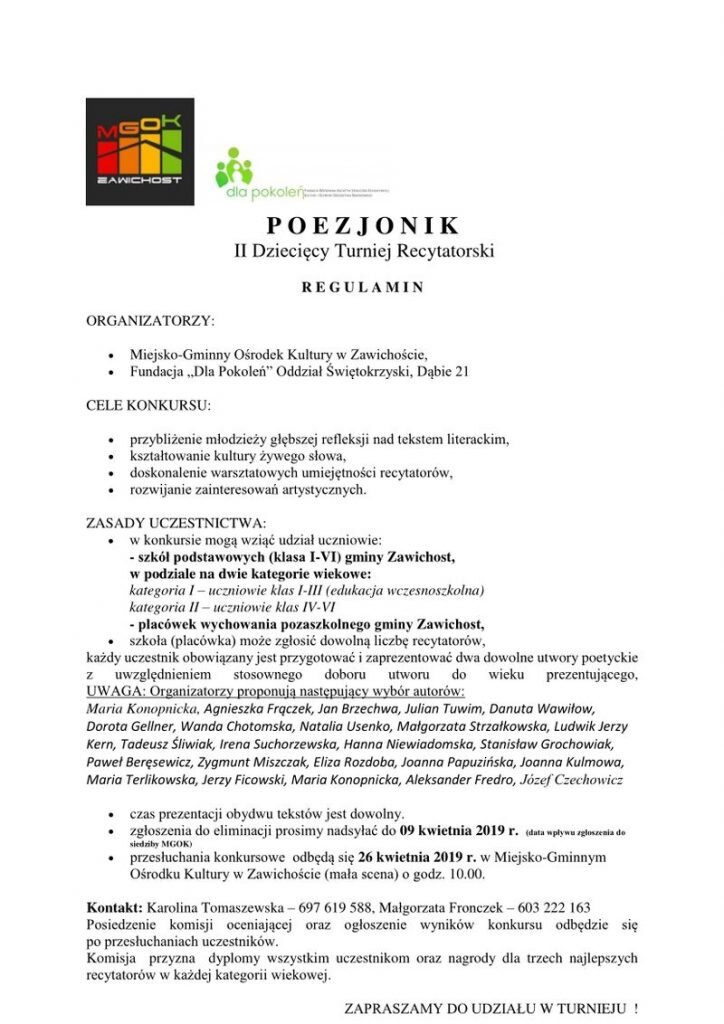 MGOK
ZAWICHOST
dla pokoleń
P O E Z J O N I K
II Dziecięcy Turniej Recytatorski
R E G U L A M I N
ORGANIZATORZY:
• Miejsko-Gminny Ośrodek Kultury w Zawichoście,
• Fundacja „Dla Pokoleń” Oddział Świętokrzyski, Dąbie 21
CELE KONKURSU:
• przybliżenie młodzieży głębszej refleksji nad tekstem literackim,
• kształtowanie kultury żywego słowa,
• doskonalenie warsztatowych umiejętności recytatorów,
• rozwijanie zainteresowań artystycznych.
ZASADY UCZESTNICTWA:
• w konkursie mogą wziąć udział uczniowie:
- szkół podstawowych (klasa I-VI) gminy Zawichost,
w podziale na dwie kategorie wiekowe:
kategoria I – uczniowie klas I-III (edukacja wczesnoszkolna)
kategoria II – uczniowie klas IV-VI
- placówek wychowania pozaszkolnego gminy Zawichost,
• szkoła (placówka) może zgłosić dowolną liczbę recytatorów,
każdy uczestnik obowiązany jest przygotować i zaprezentować dwa dowolne utwory poetyckie
z uwzględnieniem stosownego doboru utworu do wieku prezentującego,
UWAGA: Organizatorzy proponują następujący wybór autorów:
Maria Konopnicka, Agnieszka Frączek, Jan Brzechwa, Julian Tuwim, Danuta Wawiłow,
Dorota Gellner, Wanda Chotomska, Natalia Usenko, Małgorzata Strzałkowska, Ludwik Jerzy
Kern, Tadeusz Śliwiak, Irena Suchorzewska, Hanna Niewiadomska, Stanisław Grochowiak,
Paweł Beręsewicz, Zygmunt Miszczak, Eliza Rozdoba, Joanna Papuzińska, Joanna Kulmowa,
Maria Terlikowska, Jerzy Ficowski, Maria Konopnicka, Aleksander Fredro, Józef Czechowicz
• czas prezentacji obydwu tekstów jest dowolny.
• zgłoszenia do eliminacji prosimy nadsyłać do 09 kwietnia 2019 r. (data wpływu zgłoszenia do
siedziby MGOK)
• przesłuchania konkursowe odbędą się 26 kwietnia 2019 r. w Miejsko-Gminnym
Ośrodku Kultury w Zawichoście (mała scena) o godz. 10.00.
Kontakt: Karolina Tomaszewska – 697 619 588, Małgorzata Fronczek – 603 222 163
Posiedzenie komisji oceniającej oraz ogłoszenie wyników konkursu odbędzie się
po przesłuchaniach uczestników.
Komisja przyzna dyplomy wszystkim uczestnikom oraz nagrody dla trzech najlepszych
recytatorów w każdej kategorii wiekowej.
ZAPRASZAMY DO UDZIAŁU W TURNIEJU !